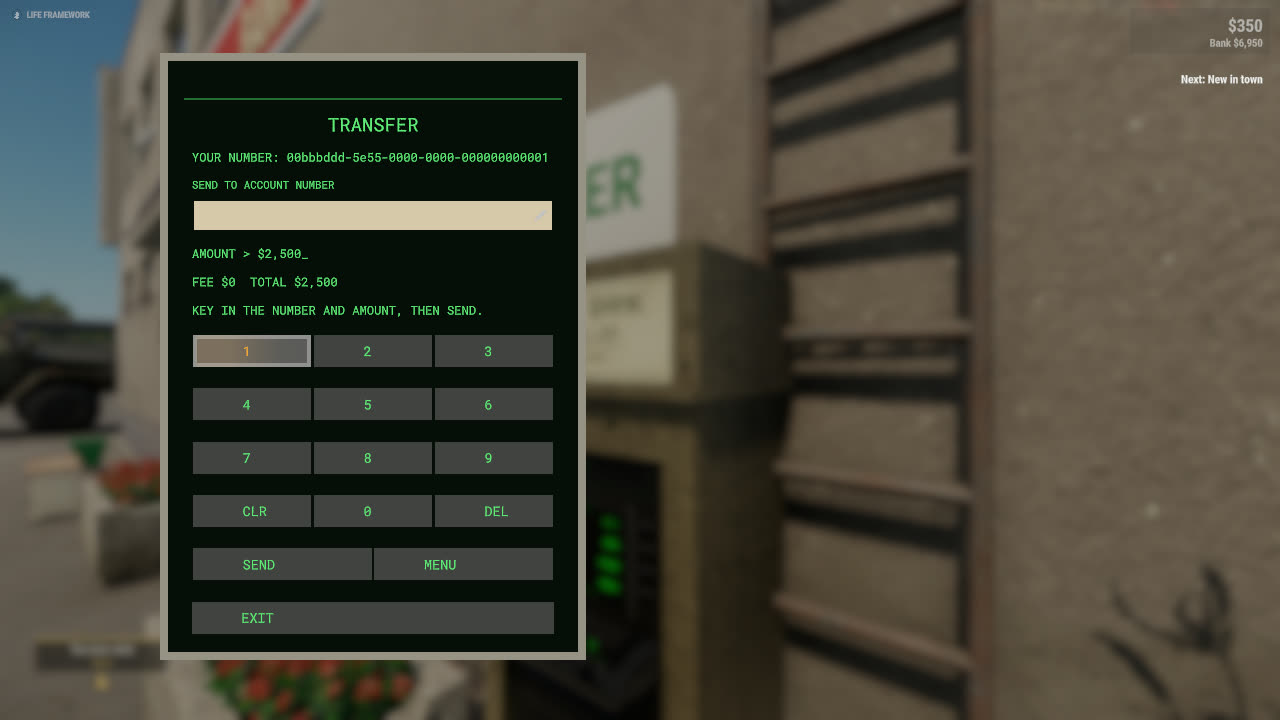 LIFE FRAMEWORK
$350
Bank $6,950
Next: New in town
TRANSFER
YOUR NUMBER: 00bbbddd-5e55-0000-0000-000000000001
SEND TO ACCOUNT NUMBER
AMOUNT > $2,500_
FEE $0 TOTAL $2,500
KEY IN THE NUMBER AND AMOUNT, THEN SEND.
1 2 3
4 5 6
7 8 9
CLR 0 DEL
SEND MENU
EXIT
ER